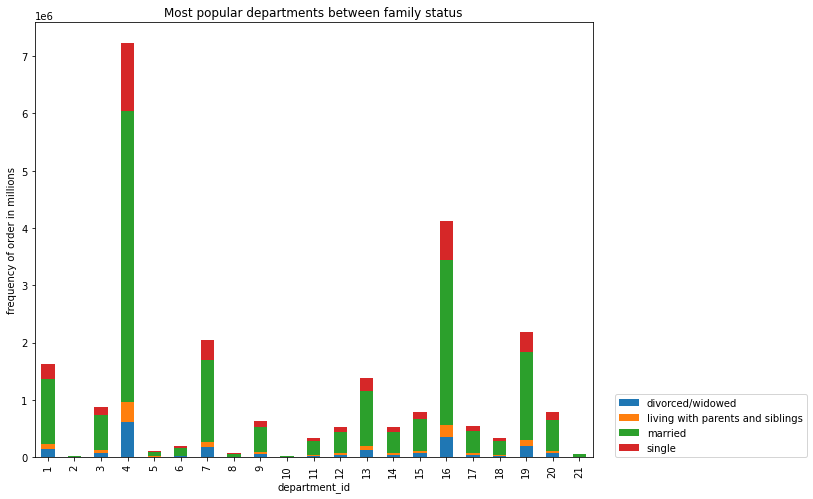 Most popular departments between family status
1e6
7
6
5
4
3
2
1
0
frequency of order in millions
1 2 3 4 5 6 7 8 9 10 11 12 13 14 15 16 17 18 19 20 21
department_id
divorced/widowed
living with parents and siblings
married
single